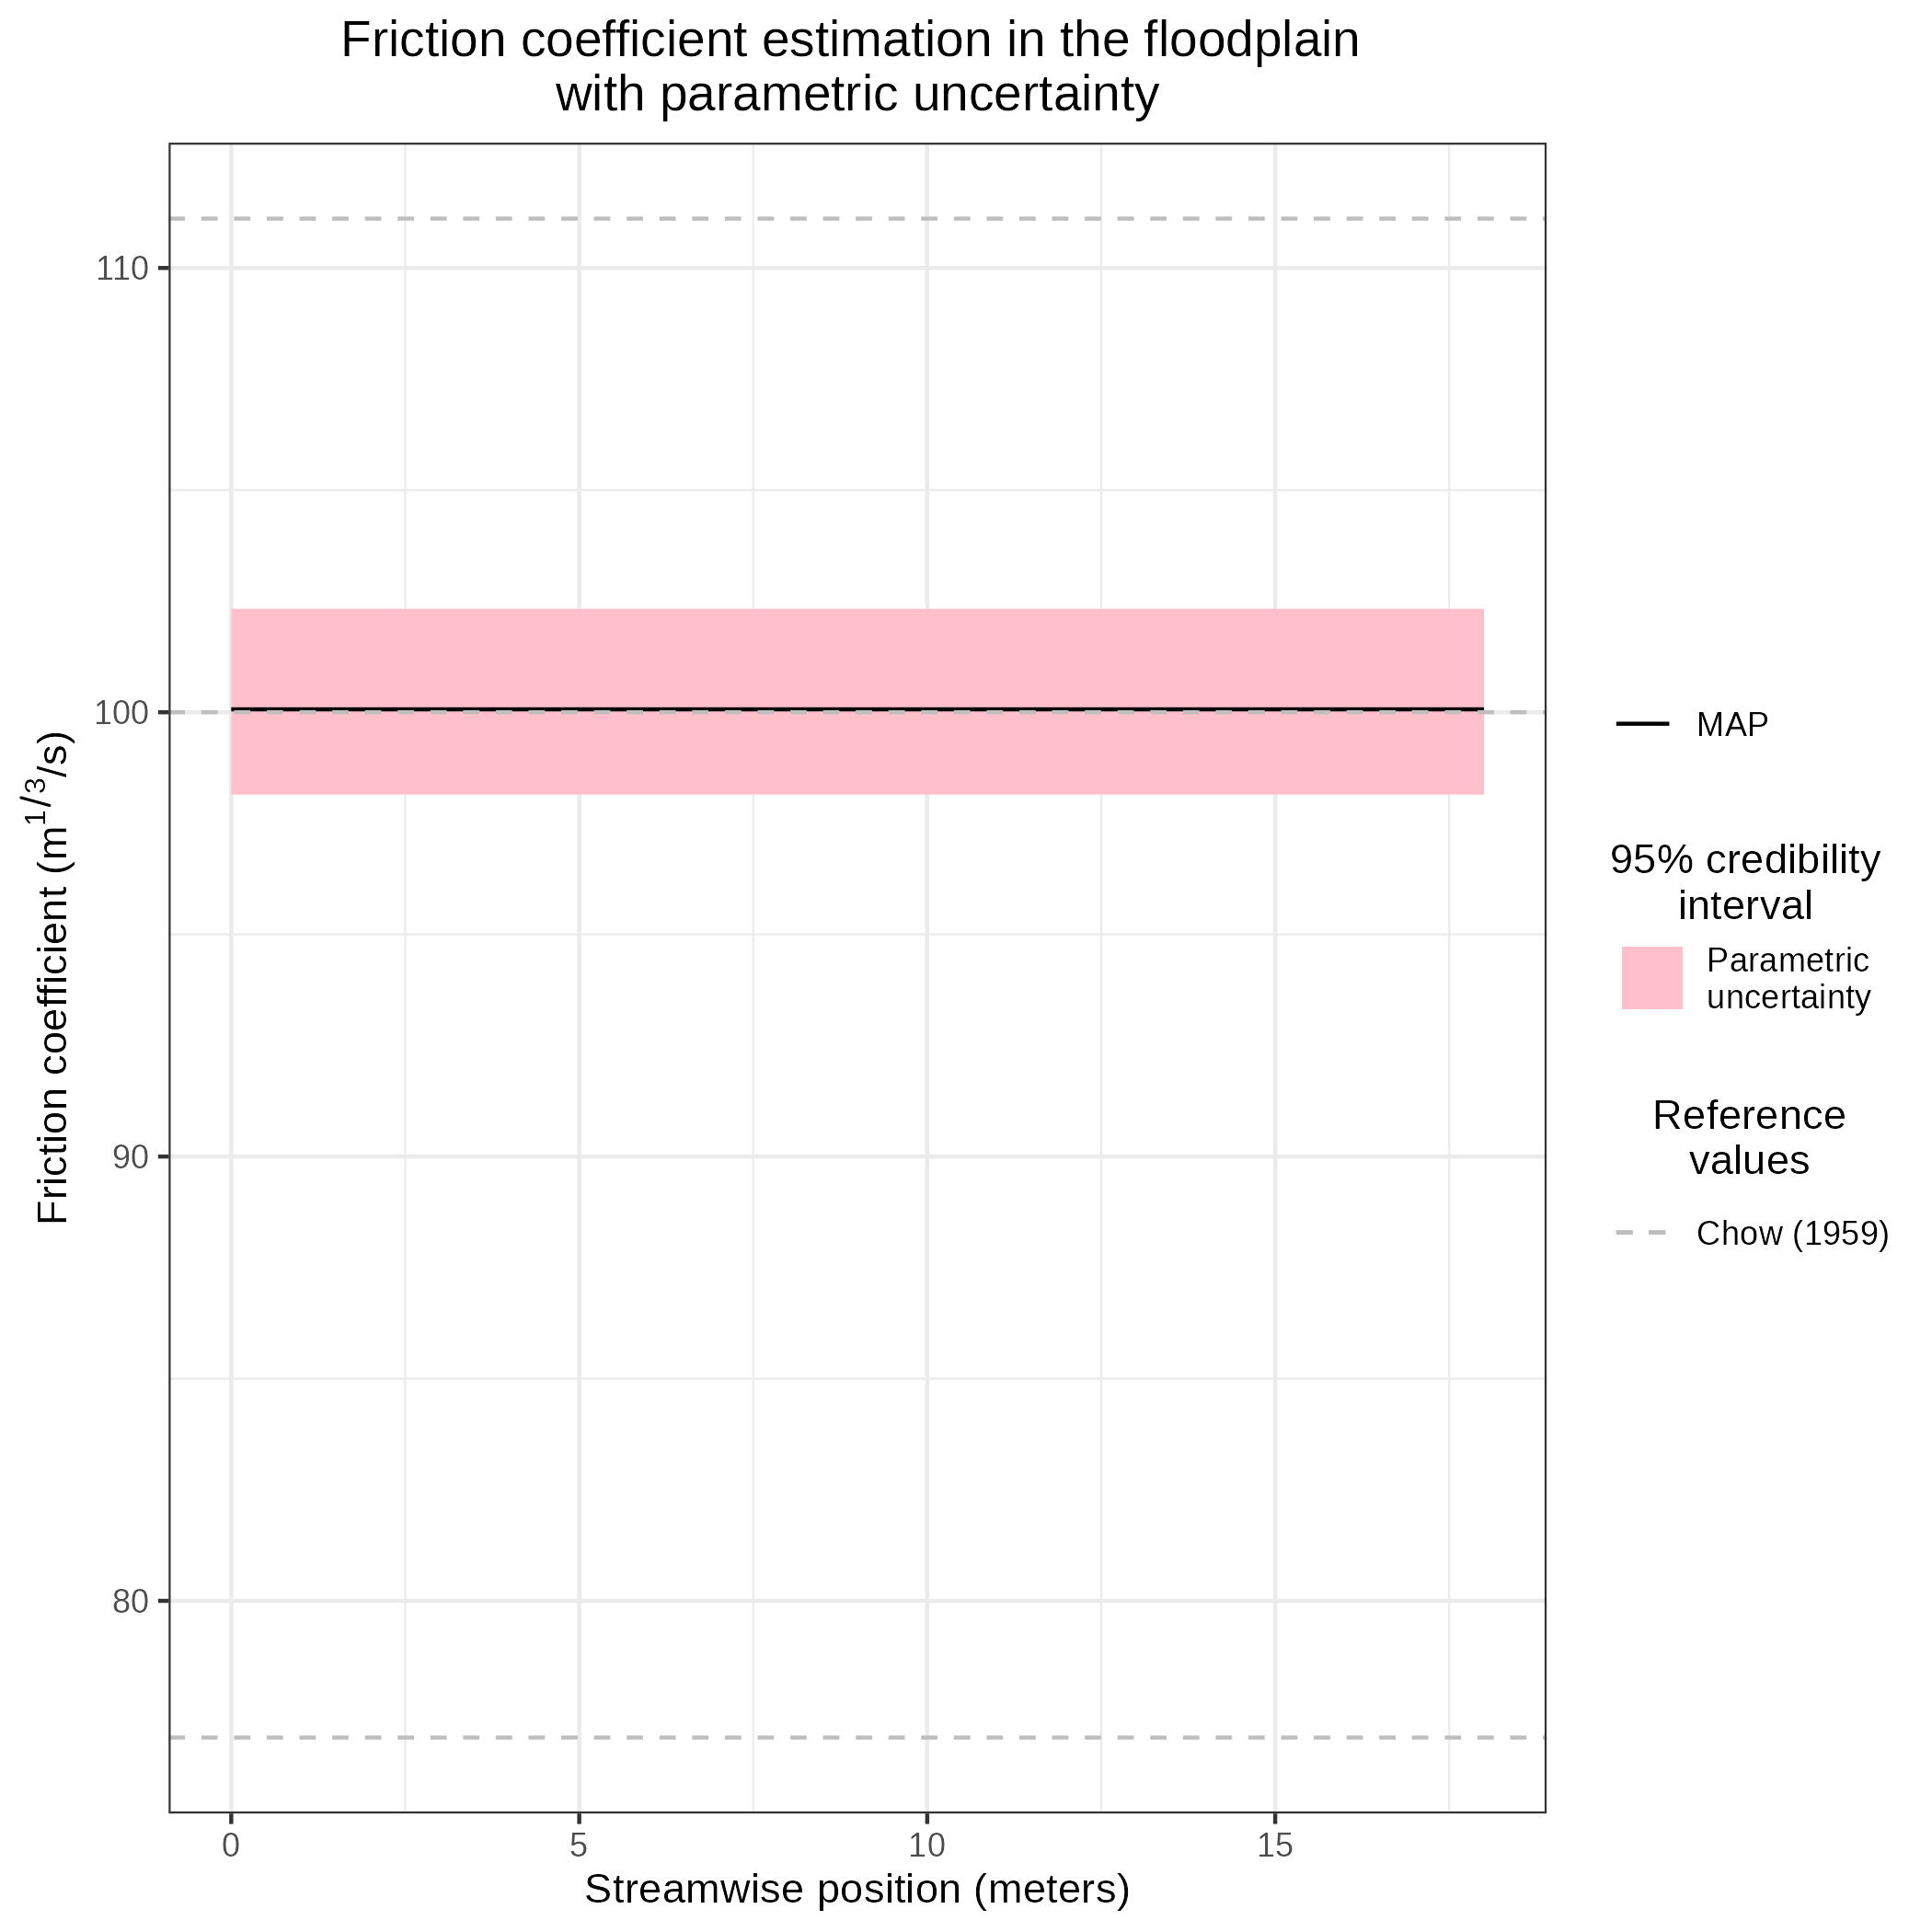 Friction coefficient estimation in the floodplain
with parametric uncertainty
Friction coefficient (m^1/3/s)
110
100
90
80
0
5
10
15
Streamwise position (meters)
MAP
95% credibility
interval
Parametric
uncertainty
Reference
values
Chow (1959)